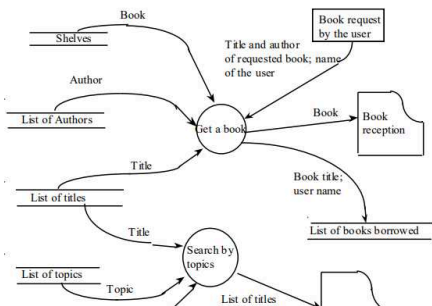 Book
Shelves
Book request
by the user
Title and author
of requested book; name
of the user
Author
List of Authors
Get a book
Book
Book
reception
Title
List of titles
Book title;
user name
Title
List of books borrowed
Search by
topics
List of topics
Topic
List of titles